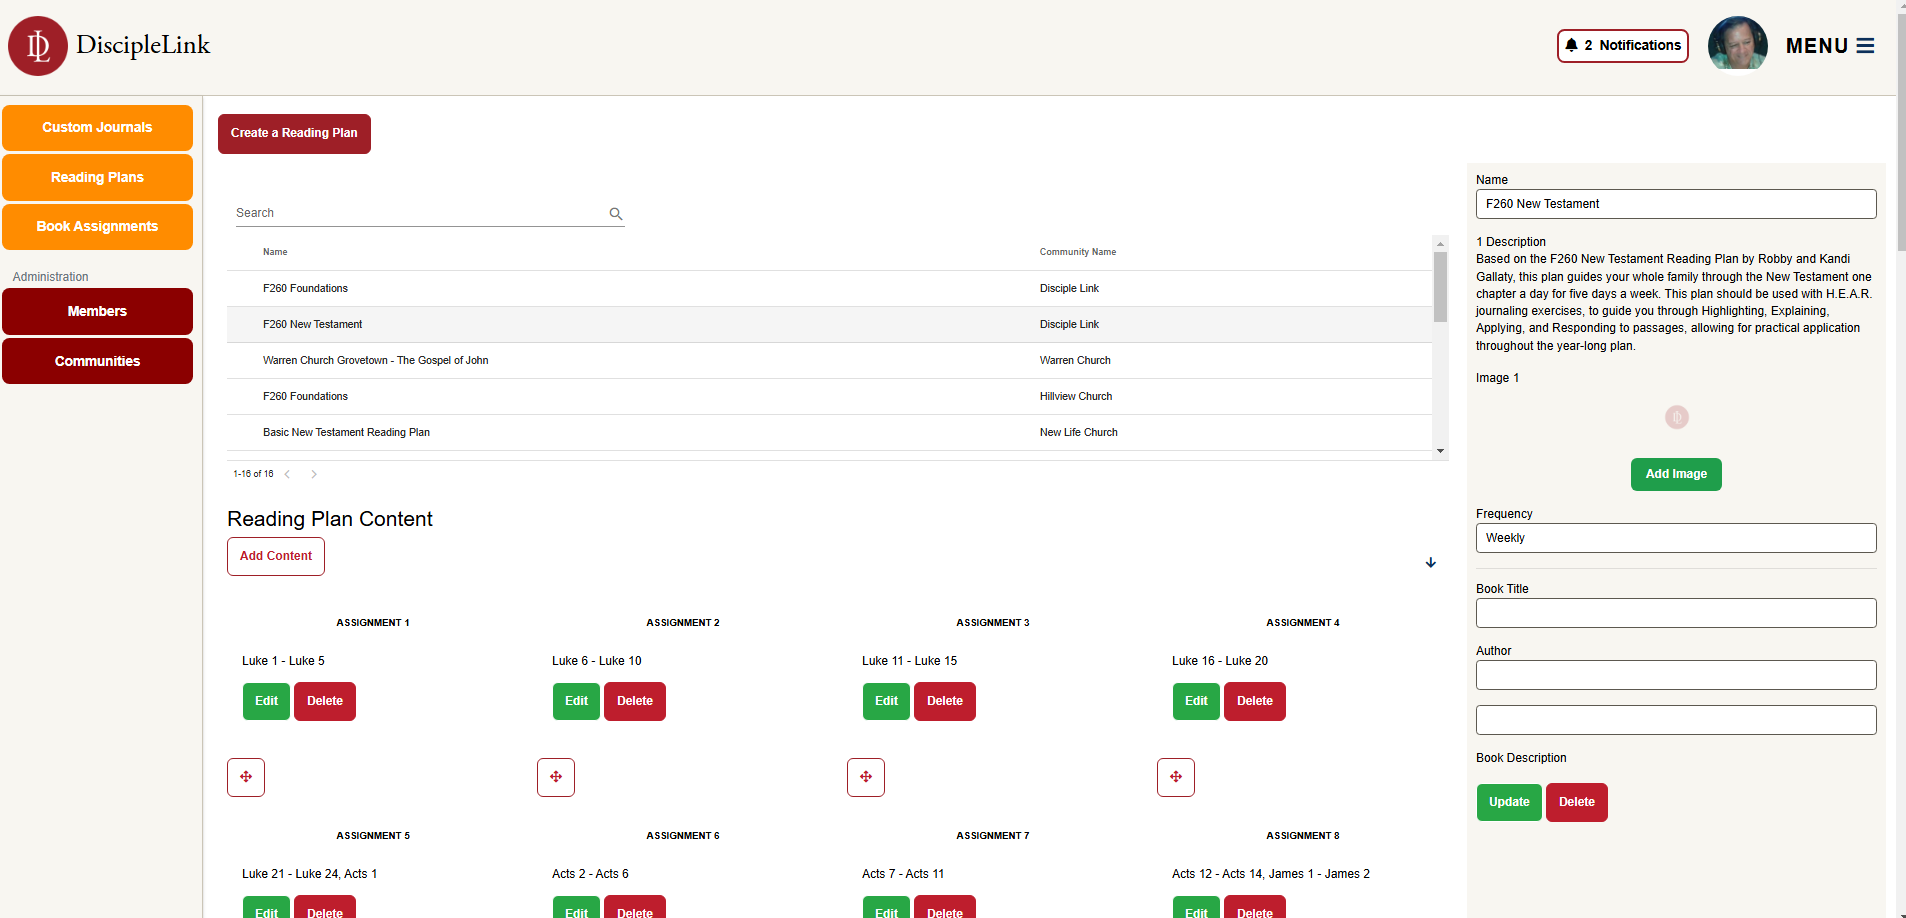 DL DiscipleLink
2 Notifications
MENU
Custom Journals
Reading Plans
Book Assignments
Administration
Members
Communities
Create a Reading Plan
Search
Name Community Name
F260 Foundations Disciple Link
F260 New Testament Disciple Link
Warren Church Grovetown - The Gospel of John Warren Church
F260 Foundations Hillview Church
Basic New Testament Reading Plan New Life Church
1-16 of 16
Reading Plan Content
Add Content
ASSIGNMENT 1 ASSIGNMENT 2 ASSIGNMENT 3 ASSIGNMENT 4
Luke 1 - Luke 5 Luke 6 - Luke 10 Luke 11 - Luke 15 Luke 16 - Luke 20
Edit Delete Edit Delete Edit Delete Edit Delete
ASSIGNMENT 5 ASSIGNMENT 6 ASSIGNMENT 7 ASSIGNMENT 8
Luke 21 - Luke 24, Acts 1 Acts 2 - Acts 6 Acts 7 - Acts 11 Acts 12 - Acts 14, James 1 - James 2
Edit Delete Edit Delete Edit Delete Edit Delete
Name
F260 New Testament
1 Description
Based on the F260 New Testament Reading Plan by Robby and Kandi
Gallaty, this plan guides your whole family through the New Testament one
chapter a day for five days a week. This plan should be used with H.E.A.R.
journaling exercises, to guide you through Highlighting, Explaining,
Applying, and Responding to passages, allowing for practical application
throughout the year-long plan.
Image 1
Add Image
Frequency
Weekly
Book Title
Author
Book Description
Update Delete